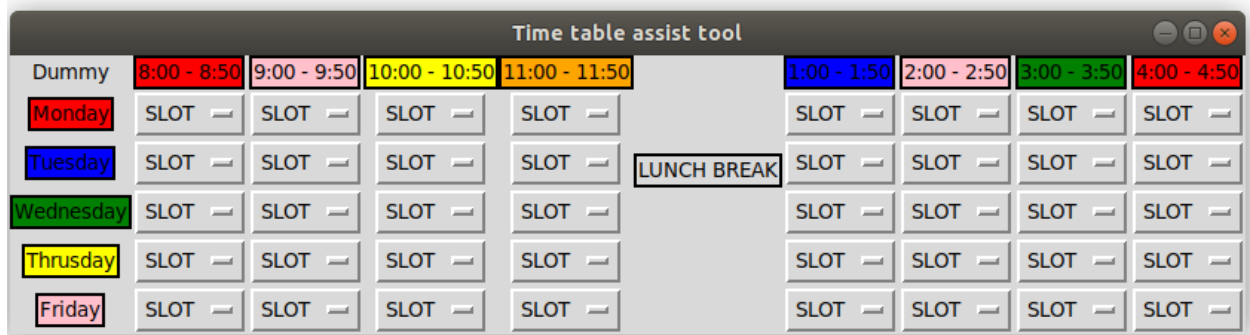 Time table assist tool
Dummy 8:00 - 8:50 9:00 - 9:50 10:00 - 10:50 11:00 - 11:50 1:00 - 1:50 2:00 - 2:50 3:00 - 3:50 4:00 - 4:50
Monday SLOT SLOT SLOT SLOT SLOT SLOT SLOT SLOT
Tuesday SLOT SLOT SLOT SLOT LUNCH BREAK SLOT SLOT SLOT SLOT
Wednesday SLOT SLOT SLOT SLOT SLOT SLOT SLOT SLOT
Thrusday SLOT SLOT SLOT SLOT SLOT SLOT SLOT SLOT
Friday SLOT SLOT SLOT SLOT SLOT SLOT SLOT SLOT